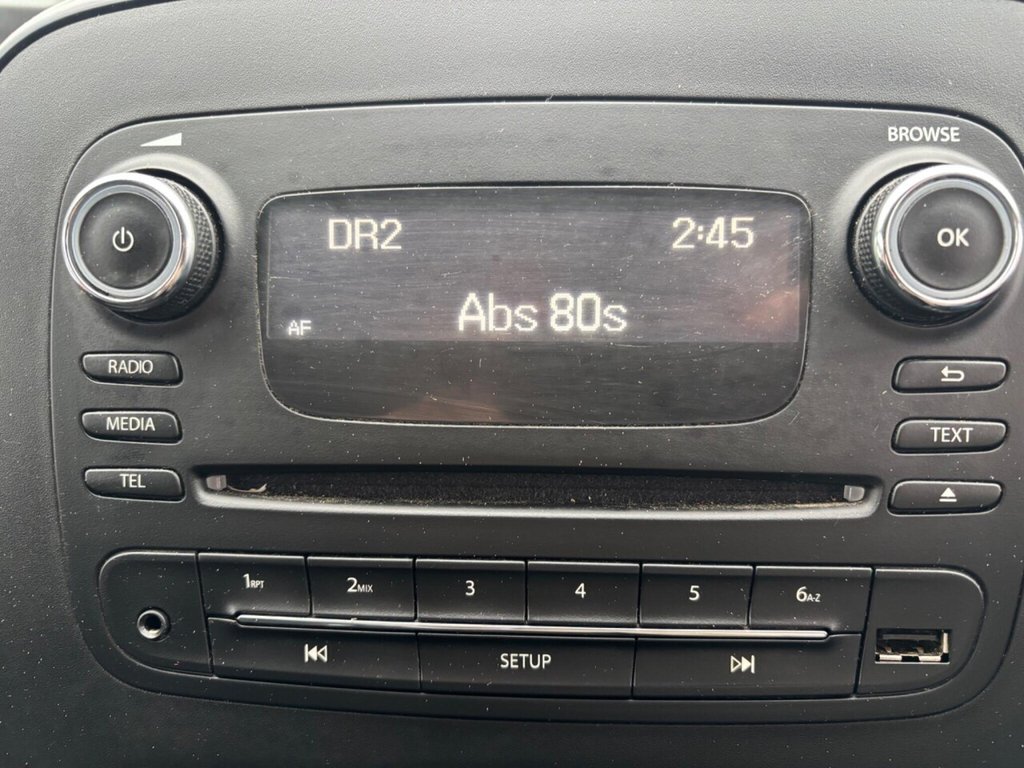 BROWSE
DR2 2:45
OK
AF Abs 80s
RADIO
MEDIA
TEXT
TEL
1RPT 2MIX 3 4 5 6A-Z
SETUP